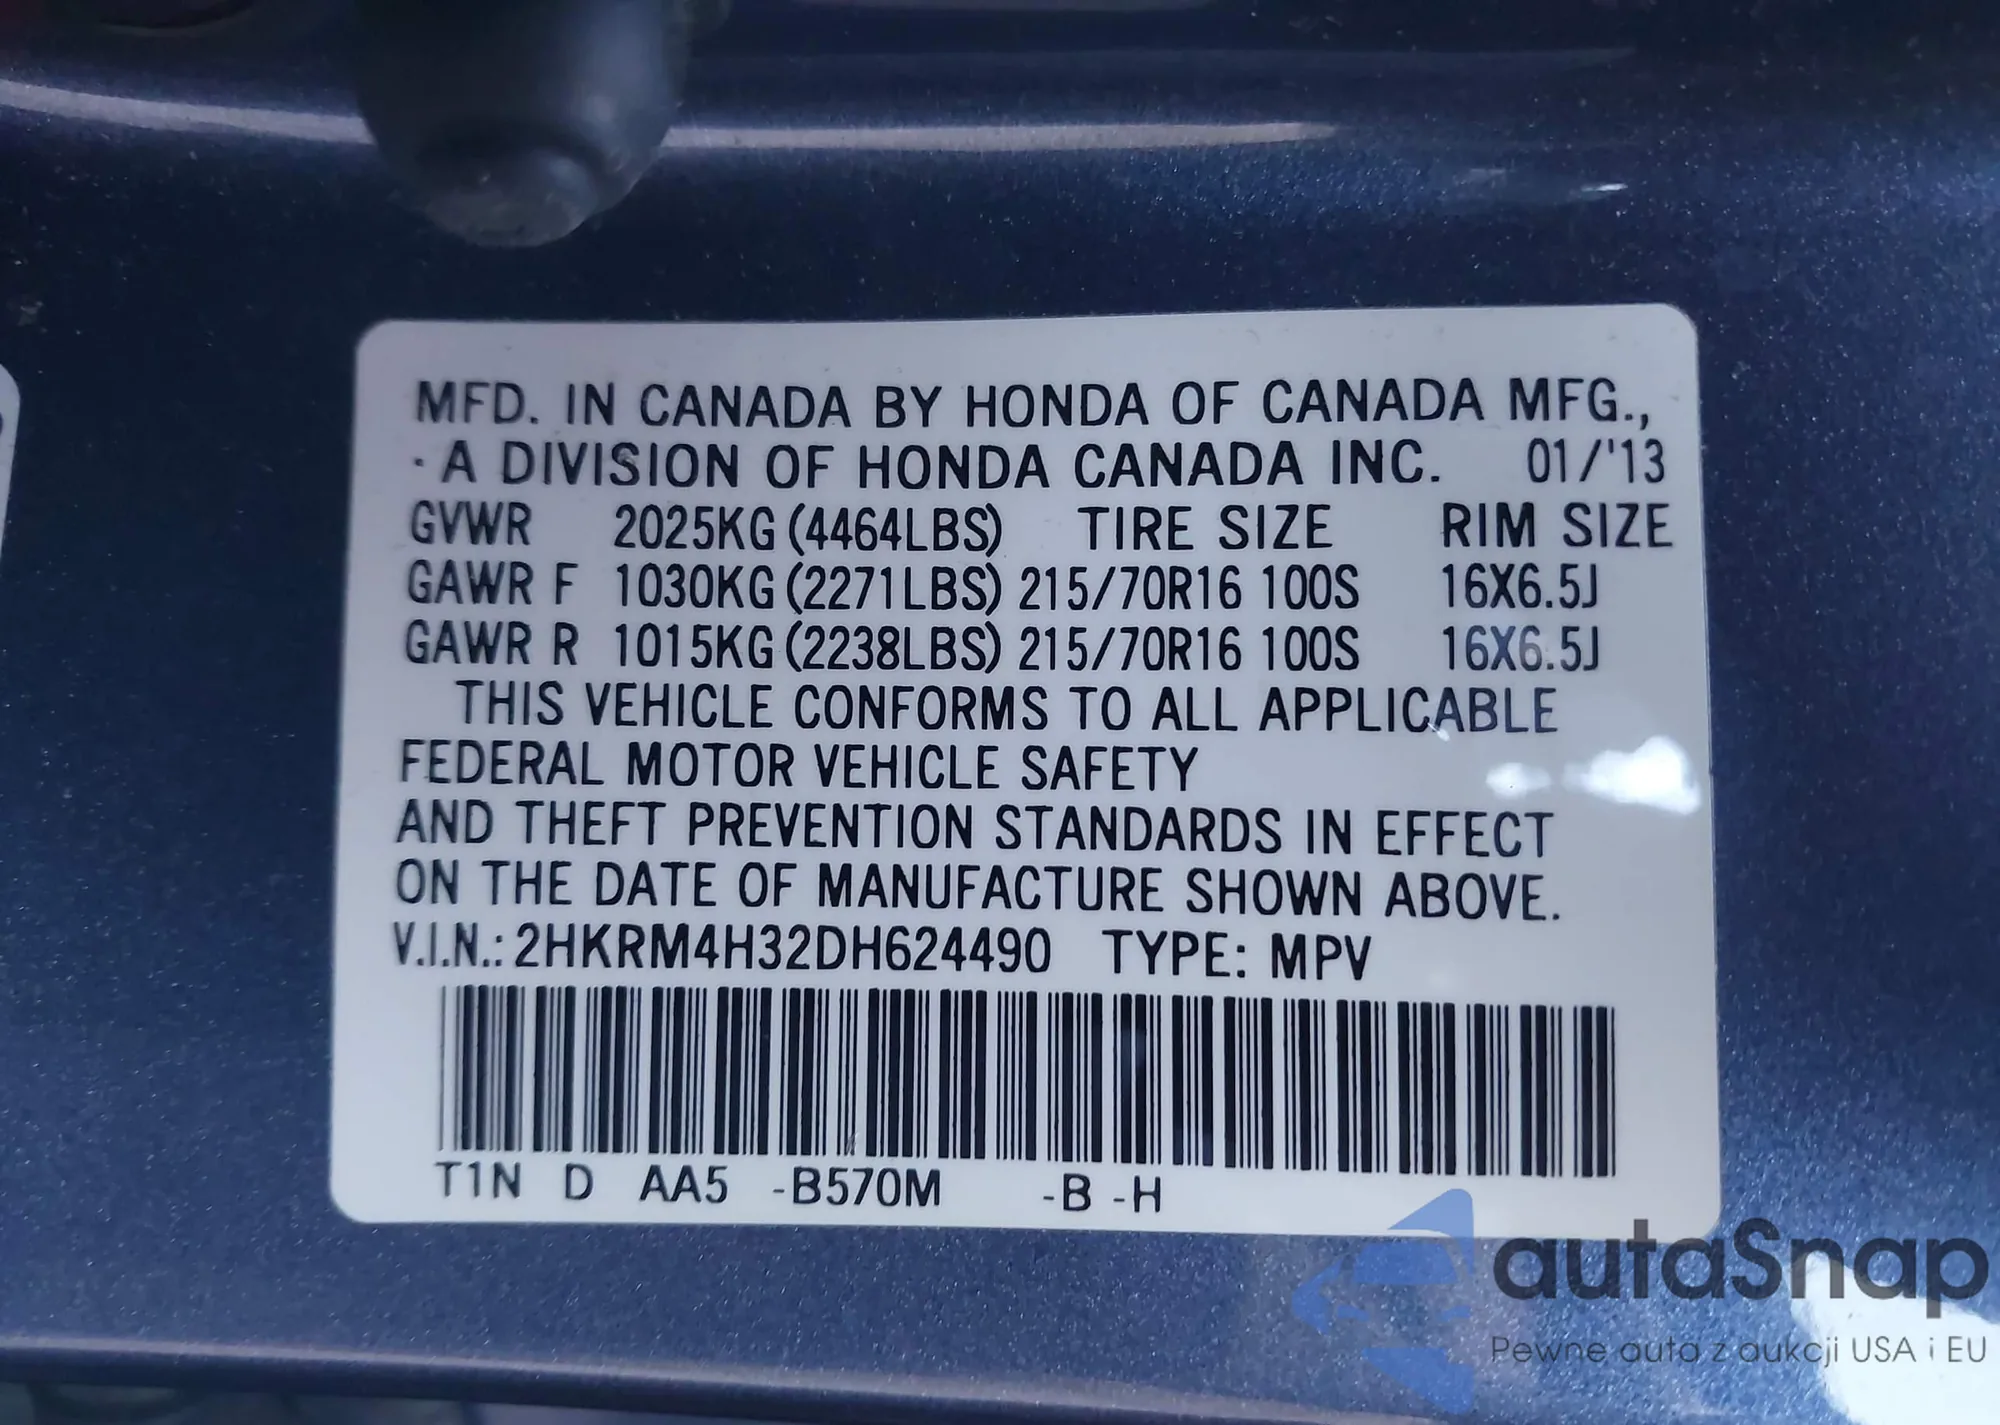 MFD. IN CANADA BY HONDA OF CANADA MFG.,
· A DIVISION OF HONDA CANADA INC. 01/'13
GVWR 2025KG (4464LBS) TIRE SIZE RIM SIZE
GAWR F 1030KG (2271LBS) 215/70R16 100S 16X6.5J
GAWR R 1015KG (2238LBS) 215/70R16 100S 16X6.5J
THIS VEHICLE CONFORMS TO ALL APPLICABLE
FEDERAL MOTOR VEHICLE SAFETY
AND THEFT PREVENTION STANDARDS IN EFFECT
ON THE DATE OF MANUFACTURE SHOWN ABOVE.
V.I.N.: 2HKRM4H32DH624490 TYPE: MPV
T1N D AA5 -B570M -B -H
autaSnap
Pewne auta z aukcji USA i EU